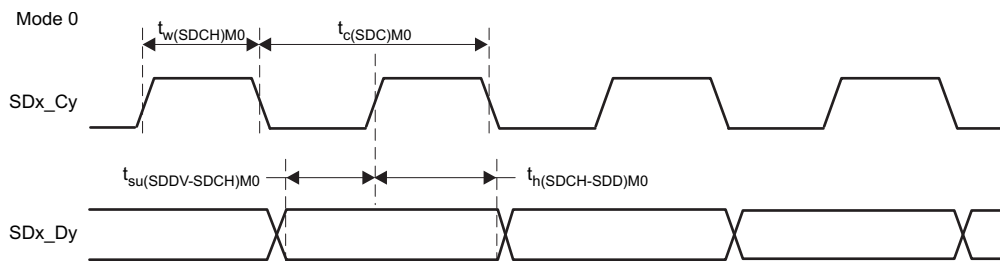 Mode 0
tw(SDCH)M0
tc(SDC)M0
SDx_Cy
tsu(SDDV-SDCH)M0
th(SDCH-SDD)M0
SDx_Dy